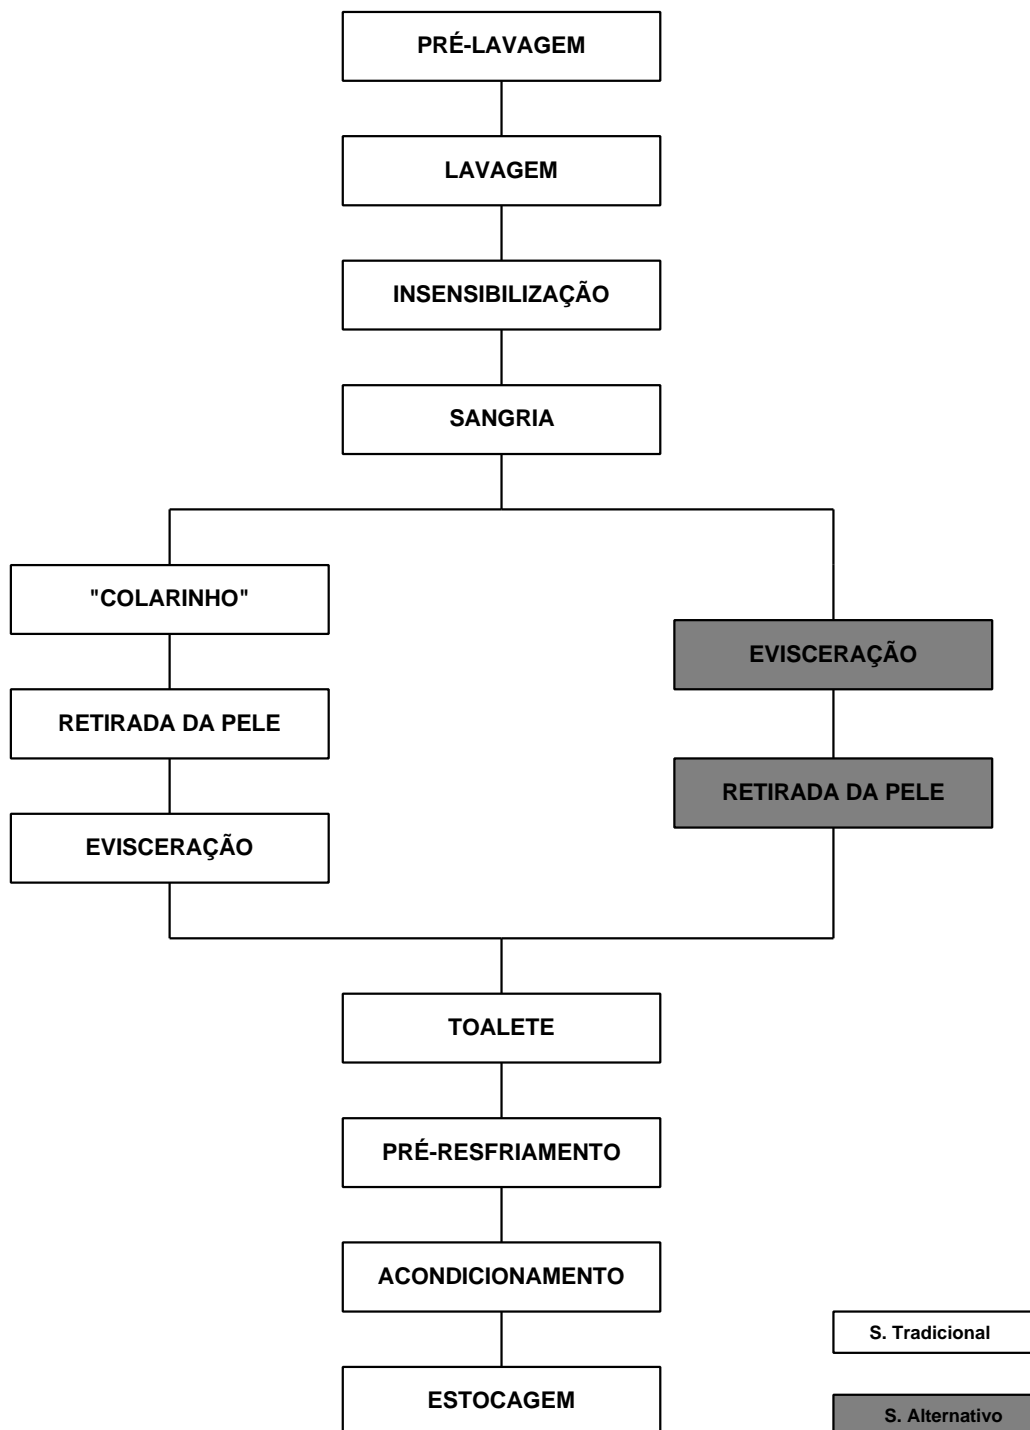 PRÉ-LAVAGEM
LAVAGEM
INSENSIBILIZAÇÃO
SANGRIA
"COLARINHO"
RETIRADA DA PELE
EVISCERAÇÃO
EVISCERAÇÃO
RETIRADA DA PELE
TOALETE
PRÉ-RESFRIAMENTO
ACONDICIONAMENTO
ESTOCAGEM
S. Tradicional
S. Alternativo